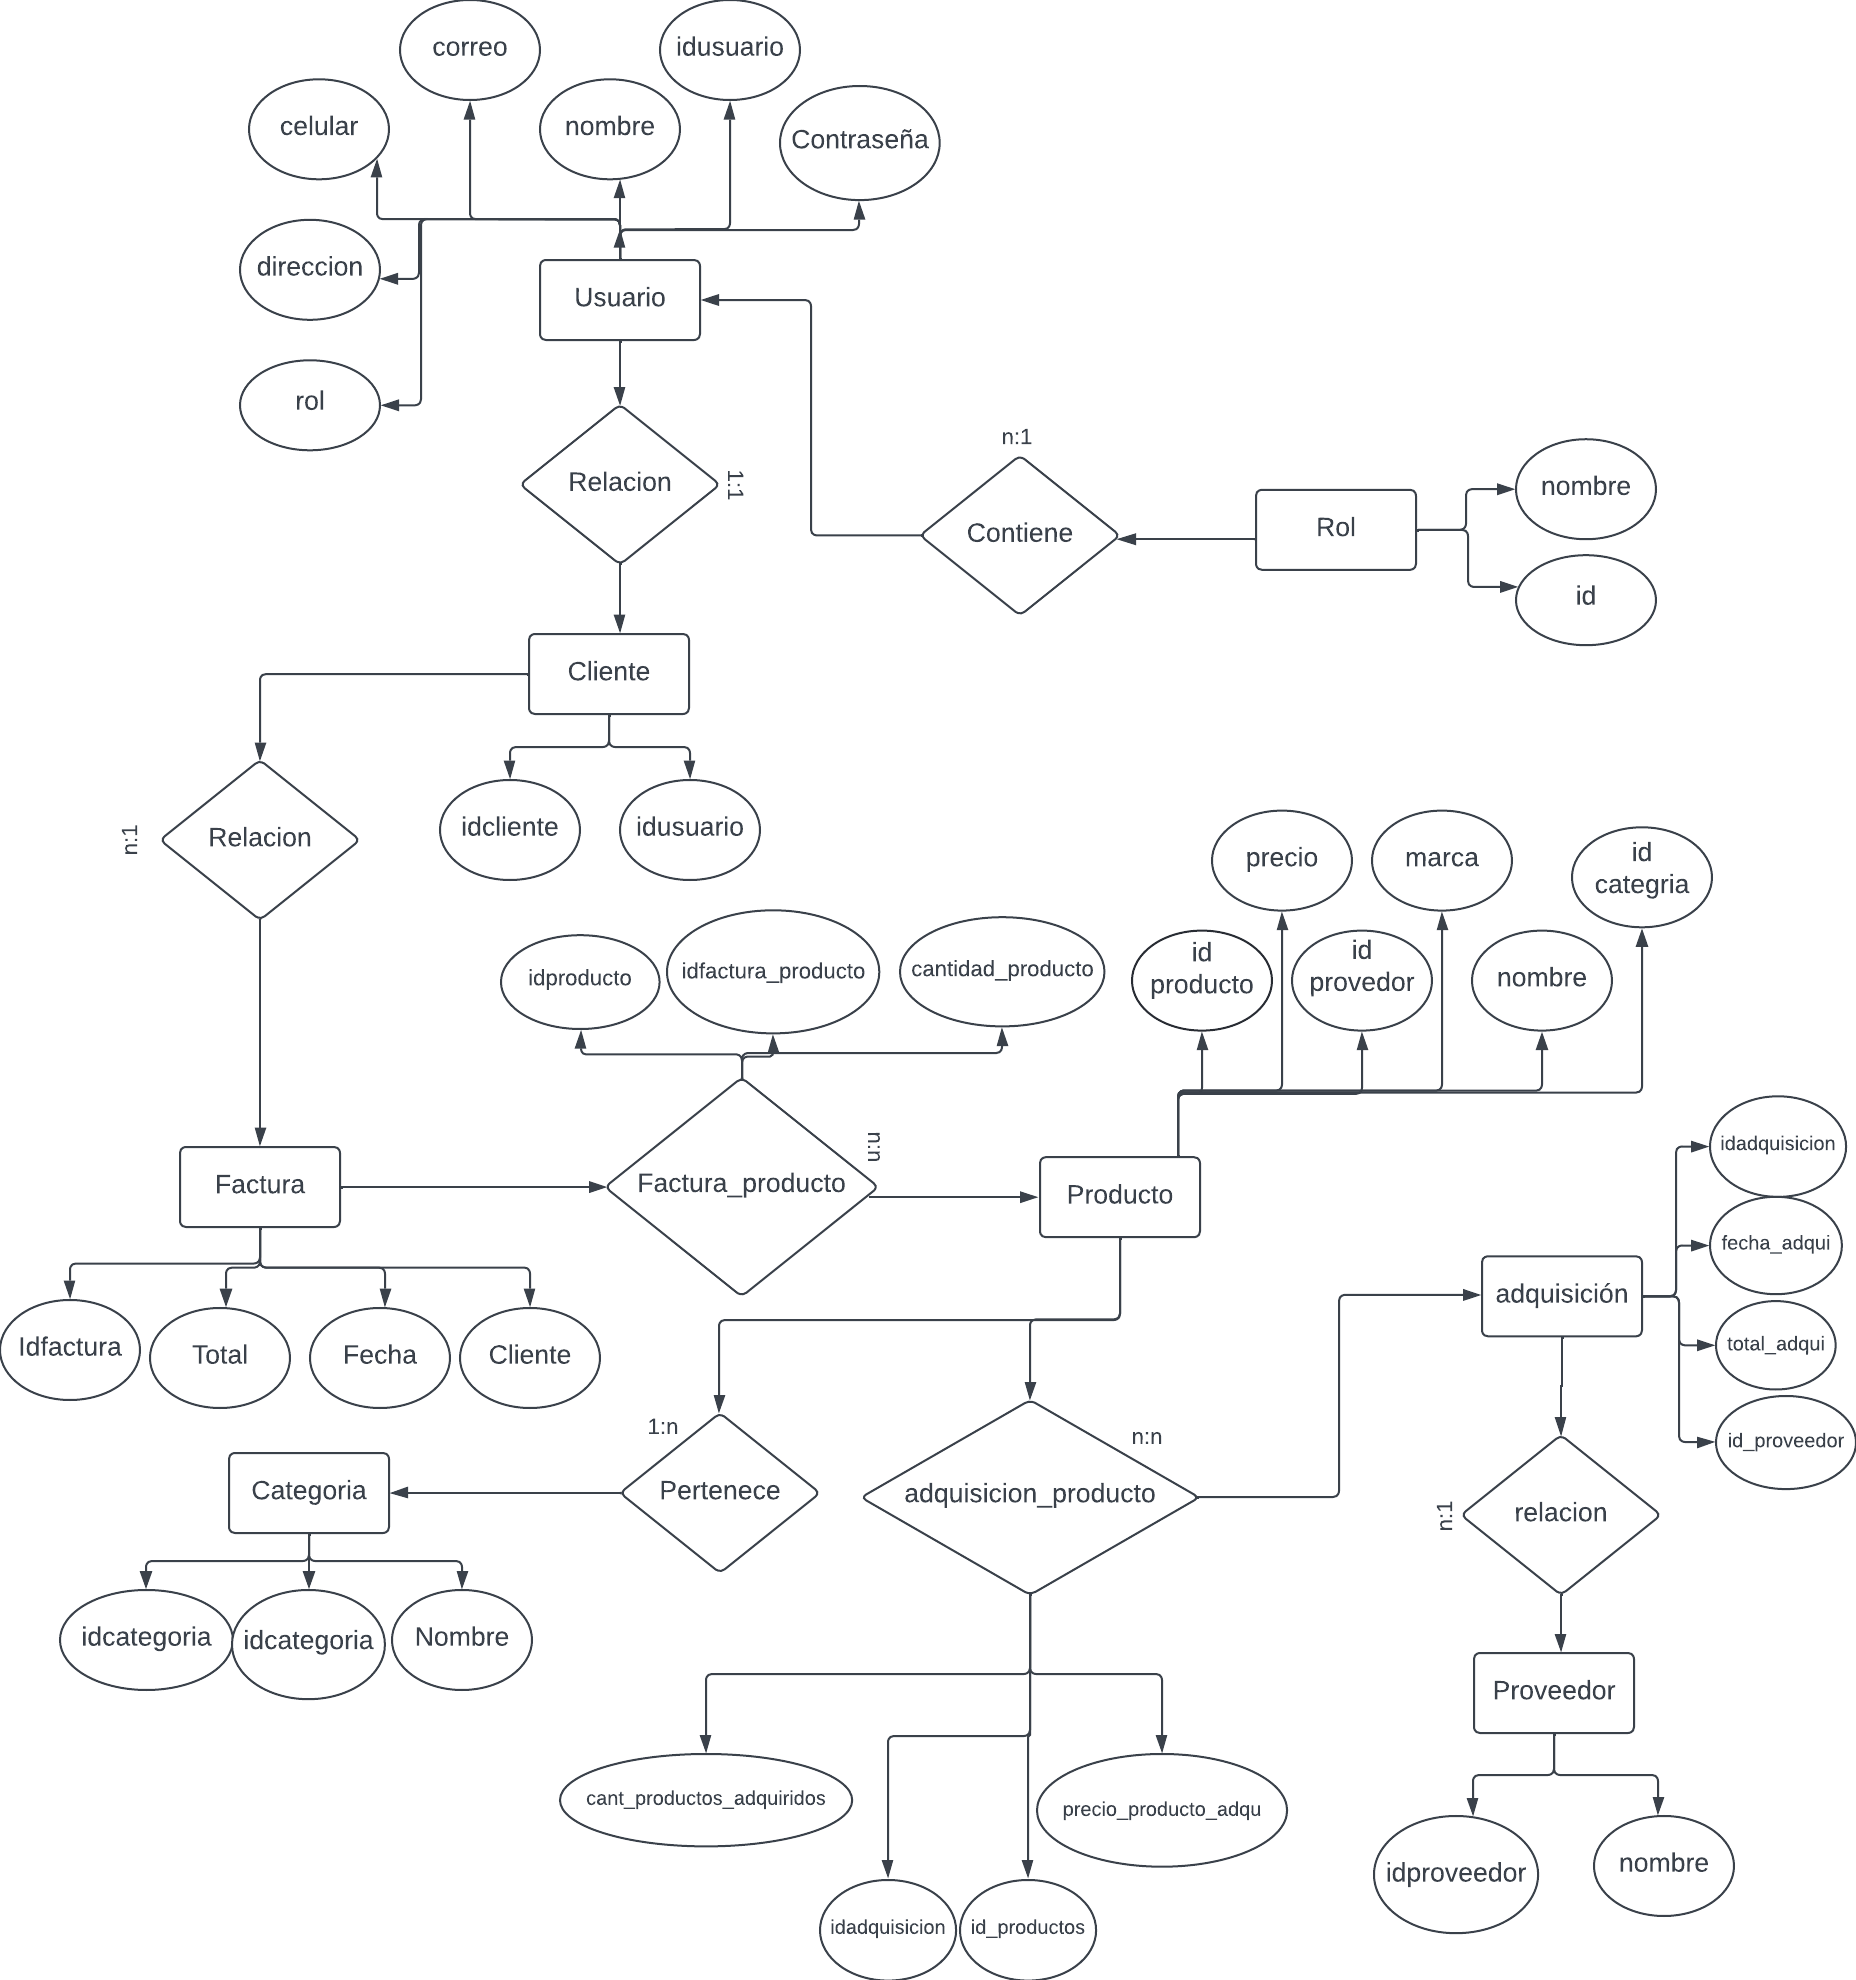 correo
idusuario
celular
nombre
Contraseña
direccion
Usuario
rol
n:1
Relacion
1:1
nombre
Contiene
Rol
id
Cliente
Relacion
n:1
idcliente
idusuario
precio
marca
id
categria
idproducto
idfactura_producto
cantidad_producto
id
producto
id
provedor
nombre
n:n
idadquisicion
Factura
Factura_producto
Producto
fecha_adqui
adquisición
Idfactura
Total
Fecha
Cliente
total_adqui
1:n
n:n
id_proveedor
Categoria
Pertenece
adquisicion_producto
n:1
relacion
idcategoria
idcategoria
Nombre
Proveedor
cant_productos_adquiridos
precio_producto_adqu
idproveedor
nombre
idadquisicion
id_productos